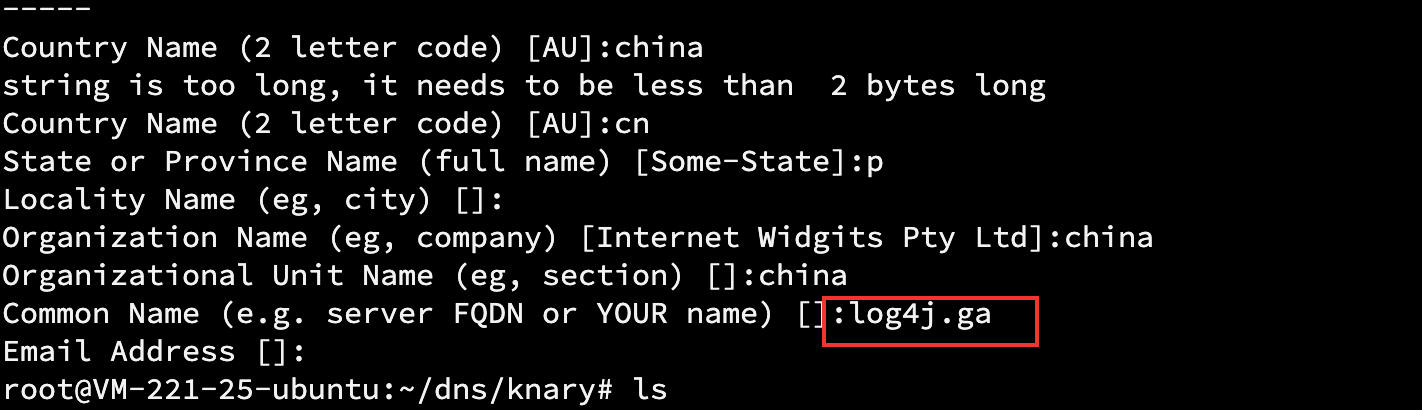 -----
Country Name (2 letter code) [AU]:china
string is too long, it needs to be less than  2 bytes long
Country Name (2 letter code) [AU]:cn
State or Province Name (full name) [Some-State]:p
Locality Name (eg, city) []:
Organization Name (eg, company) [Internet Widgits Pty Ltd]:china
Organizational Unit Name (eg, section) []:china
Common Name (e.g. server FQDN or YOUR name) []:log4j.ga
Email Address []:
root@VM-221-25-ubuntu:~/dns/knary# ls